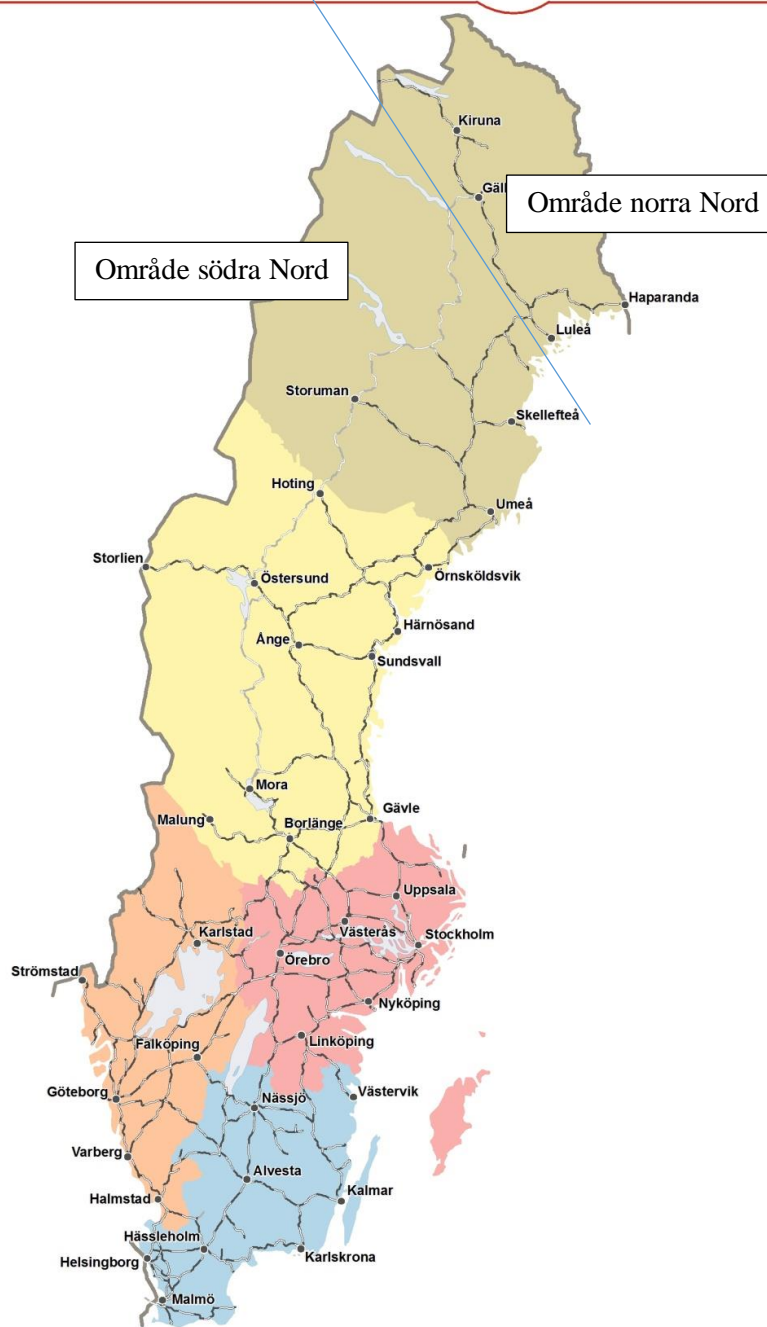 Kiruna
Gäll
Område norra Nord
Område södra Nord
Haparanda
Luleå
Storuman
Skellefteå
Hoting
Umeå
Storlien
Östersund
Örnsköldsvik
Härnösand
Ånge
Sundsvall
Mora
Malung
Borlänge
Gävle
Uppsala
Karlstad
Västerås
Stockholm
Örebro
Strömstad
Nyköping
Falköping
Linköping
Göteborg
Nässjö
Västervik
Varberg
Alvesta
Halmstad
Kalmar
Hässleholm
Helsingborg
Karlskrona
Malmö